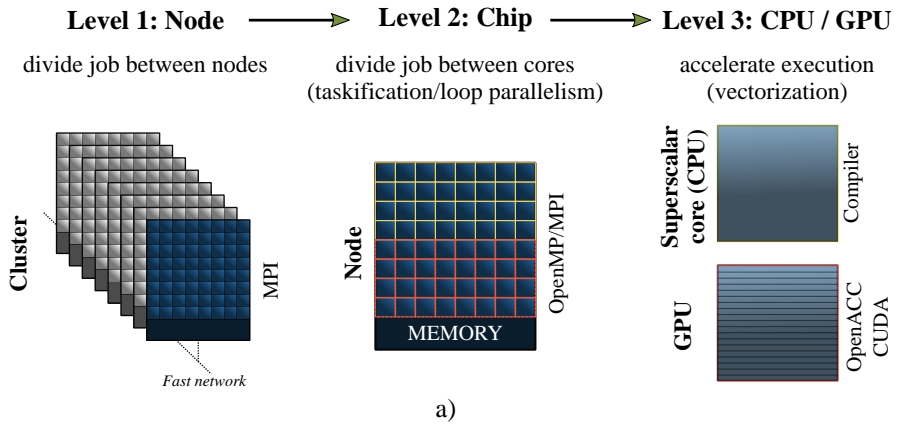 Level 1: Node
Level 2: Chip
Level 3: CPU / GPU
divide job between nodes
divide job between cores
(taskification/loop parallelism)
accelerate execution
(vectorization)
Cluster
MPI
Fast network
Node
MEMORY
OpenMP/MPI
Superscalar
core (CPU)
Compiler
GPU
OpenACC
CUDA
a)